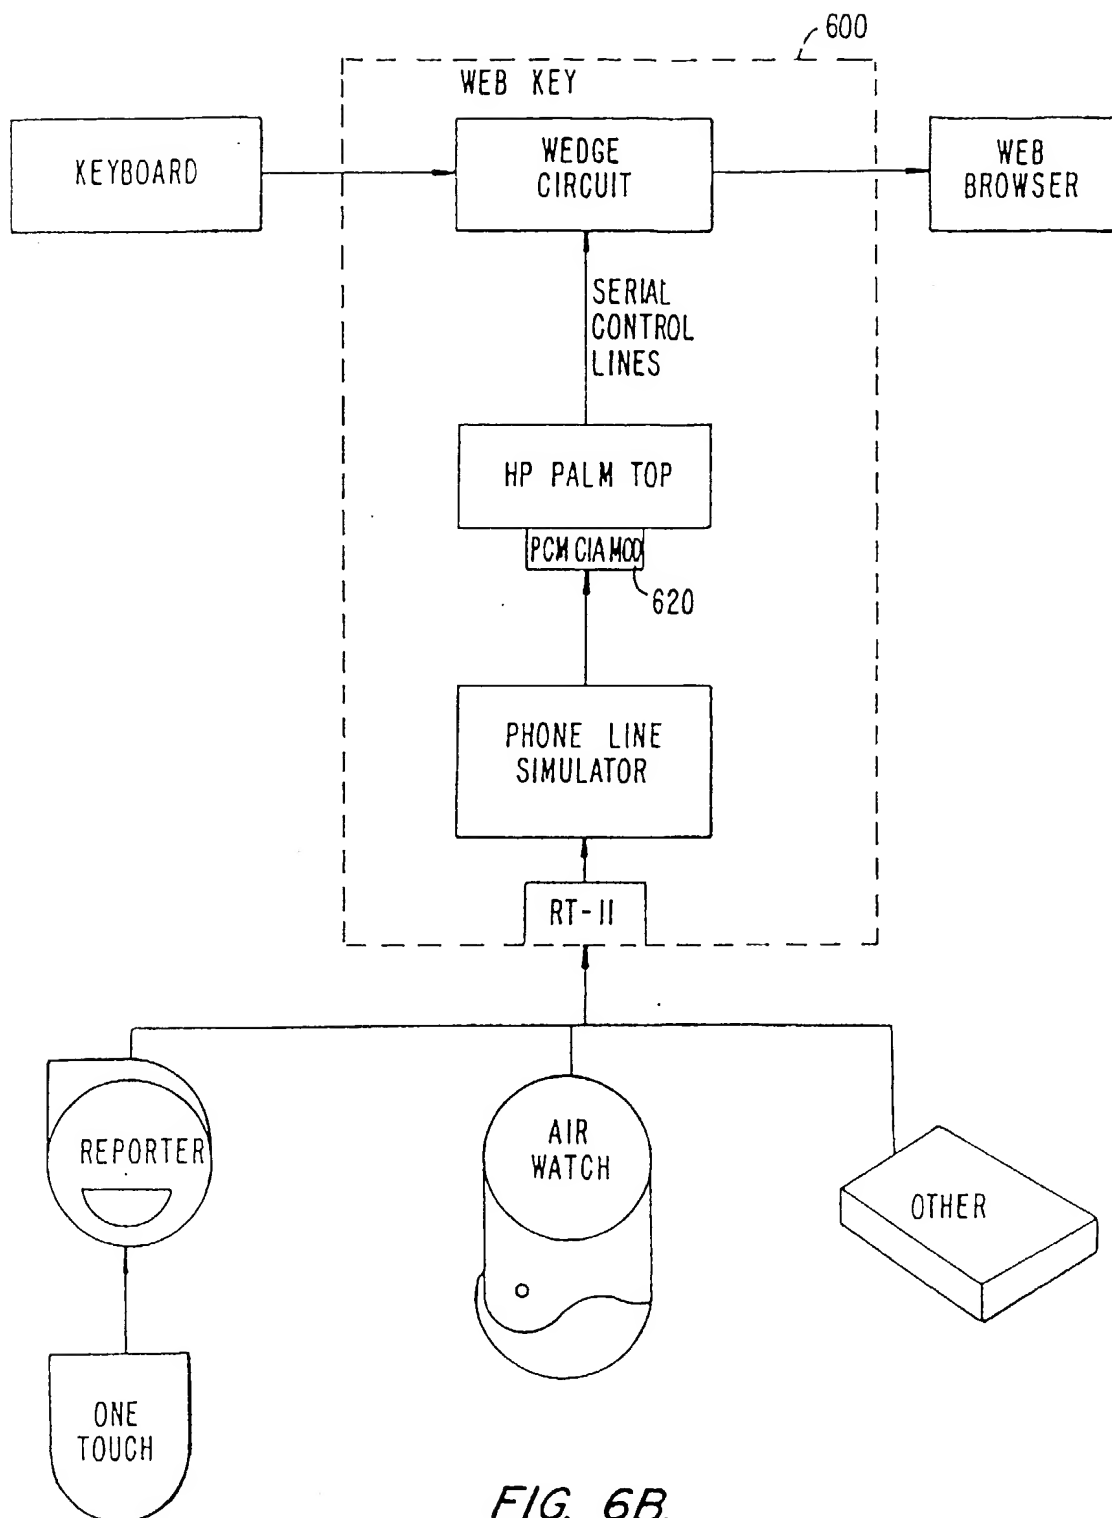 600
WEB KEY
KEYBOARD
WEDGE
CIRCUIT
WEB
BROWSER
SERIAL
CONTROL
LINES
HP PALM TOP
PCMCIA MOD
620
PHONE LINE
SIMULATOR
RT-11
REPORTER
AIR
WATCH
OTHER
ONE
TOUCH
FIG. 6B.